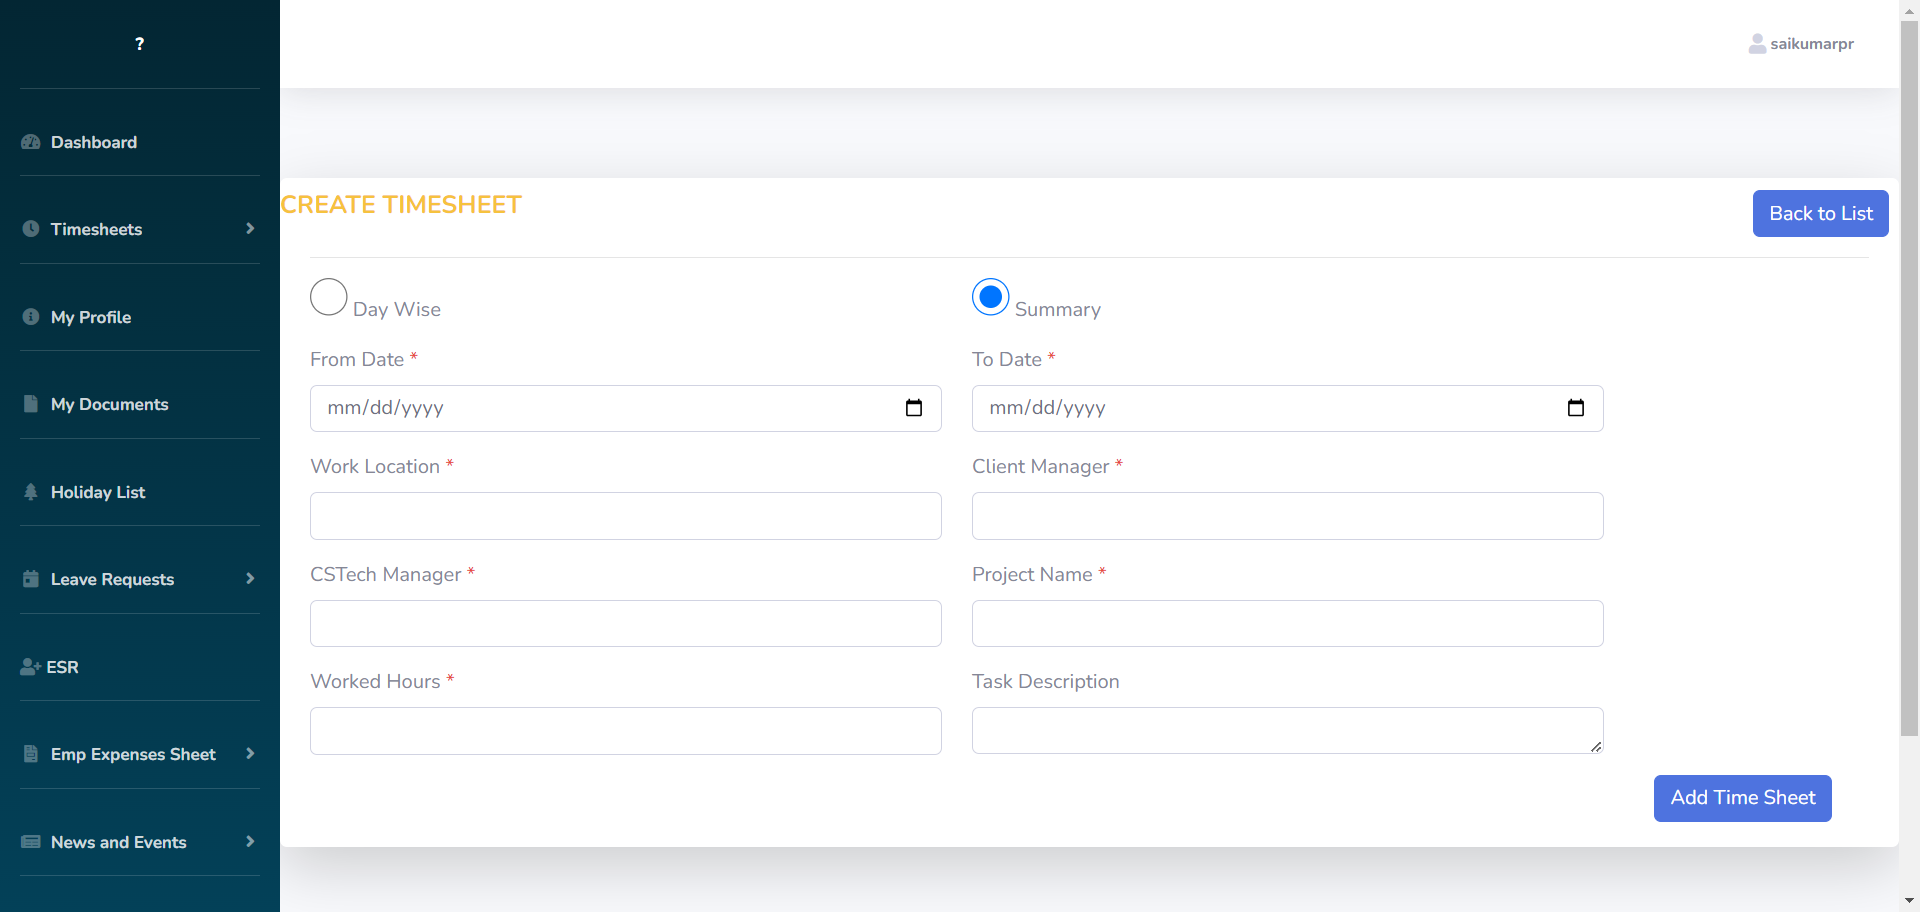 ?
saikumarpr
Dashboard
Timesheets
My Profile
My Documents
Holiday List
Leave Requests
ESR
Emp Expenses Sheet
News and Events
CREATE TIMESHEET
Back to List
Day Wise
Summary
From Date *
To Date *
mm/dd/yyyy
mm/dd/yyyy
Work Location *
Client Manager *
CSTech Manager *
Project Name *
Worked Hours *
Task Description
Add Time Sheet